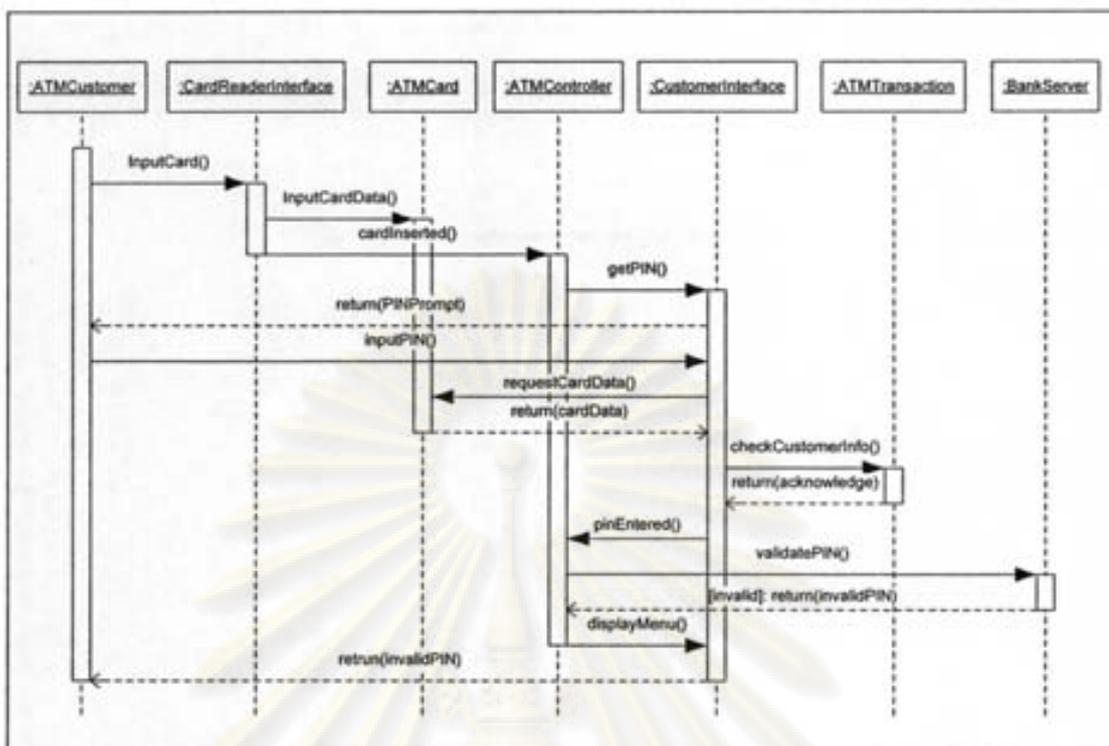 :ATMCustomer
:CardReaderInterface
:ATMCard
:ATMController
:CustomerInterface
:ATMTransaction
:BankServer
InputCard()
InputCardData()
cardInserted()
getPIN()
return(PINPrompt)
inputPIN()
requestCardData()
return(cardData)
checkCustomerInfo()
return(acknowledge)
pinEntered()
validatePIN()
[invalid]: return(invalidPIN)
displayMenu()
retrun(invalidPIN)